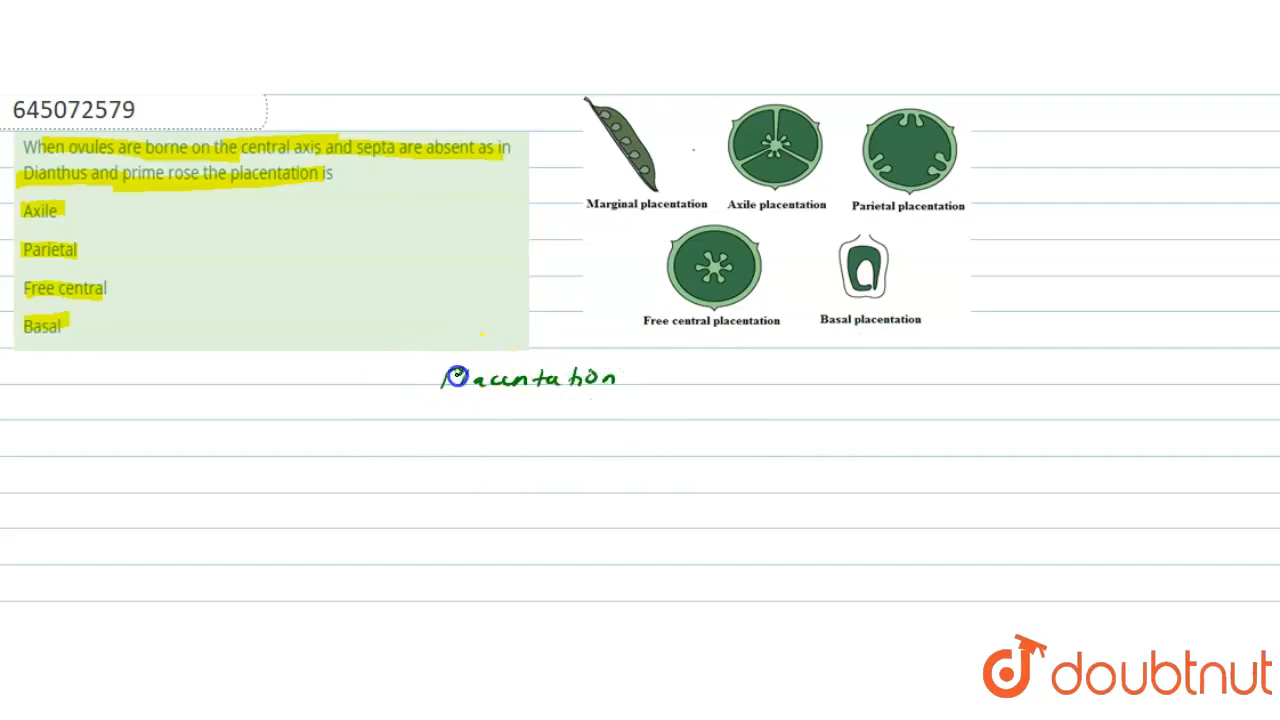 645072579
When ovules are borne on the central axis and septa are absent as in
Dianthus and prime rose the placentation is
Axile
Parietal
Free central
Basal
Marginal placentation
Axile placentation
Parietal placentation
Free central placentation
Basal placentation
Placentation
doubtnut